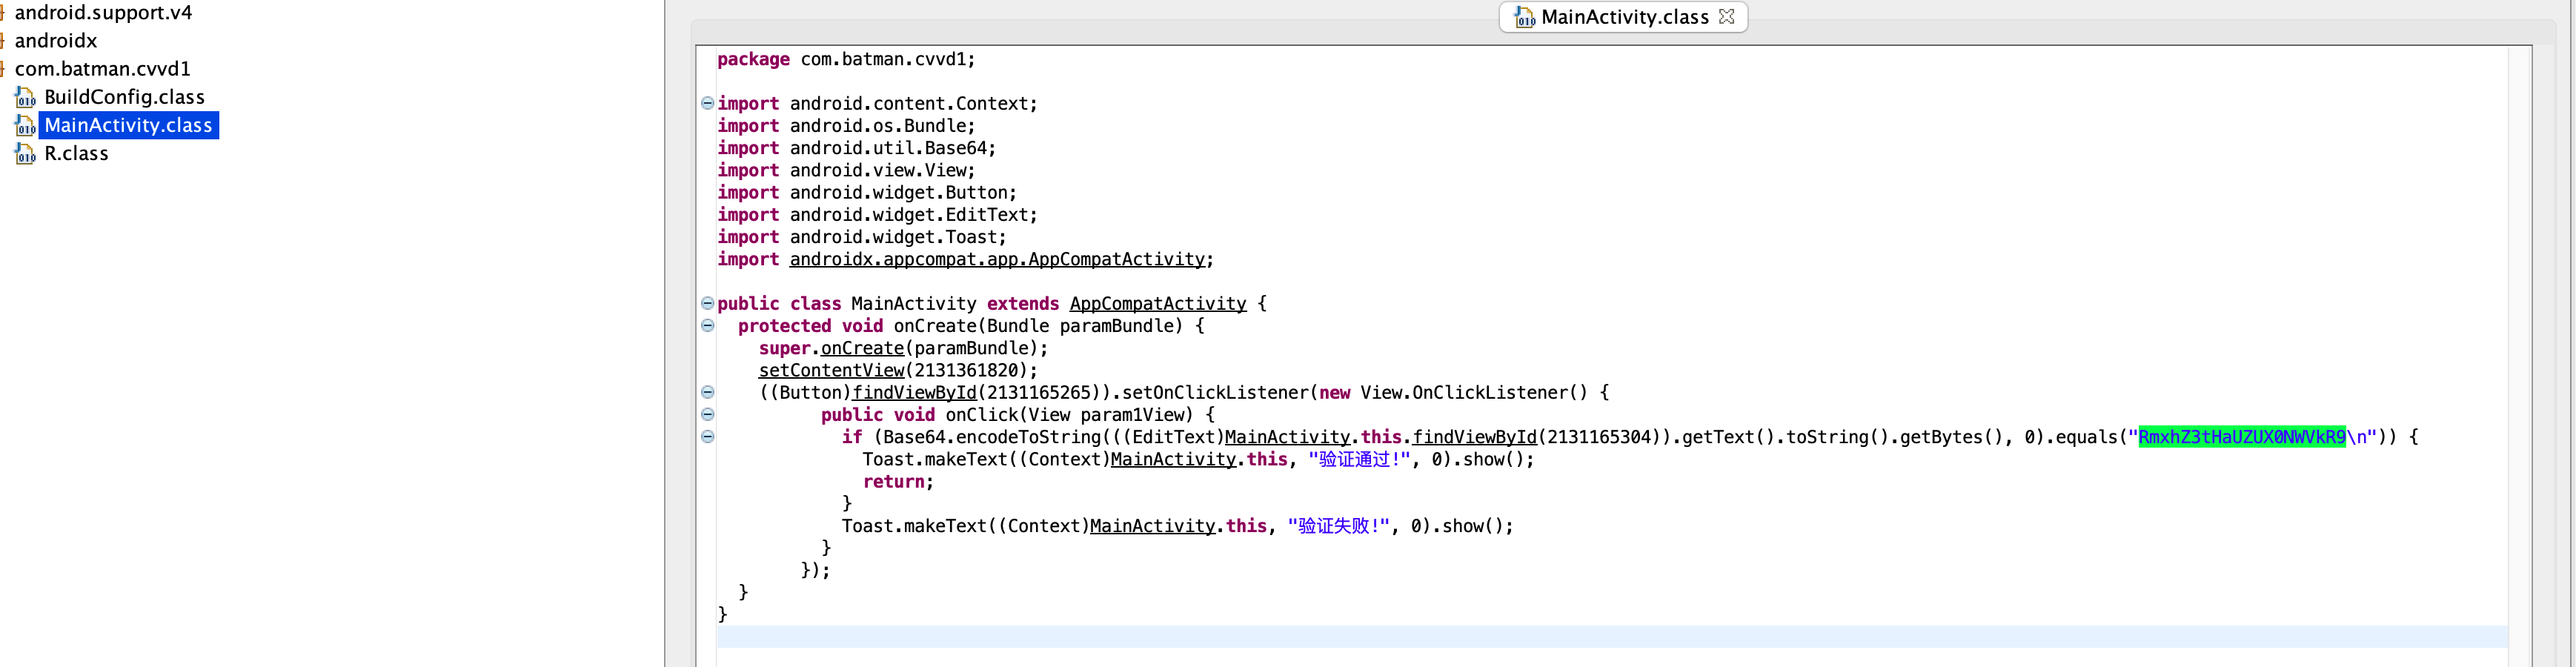 android.support.v4
androidx
com.batman.cvvd1
BuildConfig.class
MainActivity.class
R.class
MainActivity.class
package com.batman.cvvd1;
import android.content.Context;
import android.os.Bundle;
import android.util.Base64;
import android.view.View;
import android.widget.Button;
import android.widget.EditText;
import android.widget.Toast;
import androidx.appcompat.app.AppCompatActivity;
public class MainActivity extends AppCompatActivity {
protected void onCreate(Bundle paramBundle) {
super.onCreate(paramBundle);
setContentView(2131361820);
((Button)findViewById(2131165265)).setOnClickListener(new View.OnClickListener() {
public void onClick(View param1View) {
if (Base64.encodeToString(((EditText)MainActivity.this.findViewById(2131165304)).getText().toString().getBytes(), 0).equals("RmxhZ3tHaUZUX0NWVkR9\n")) {
Toast.makeText((Context)MainActivity.this, "验证通过!", 0).show();
return;
}
Toast.makeText((Context)MainActivity.this, "验证失败!", 0).show();
}
});
}
}